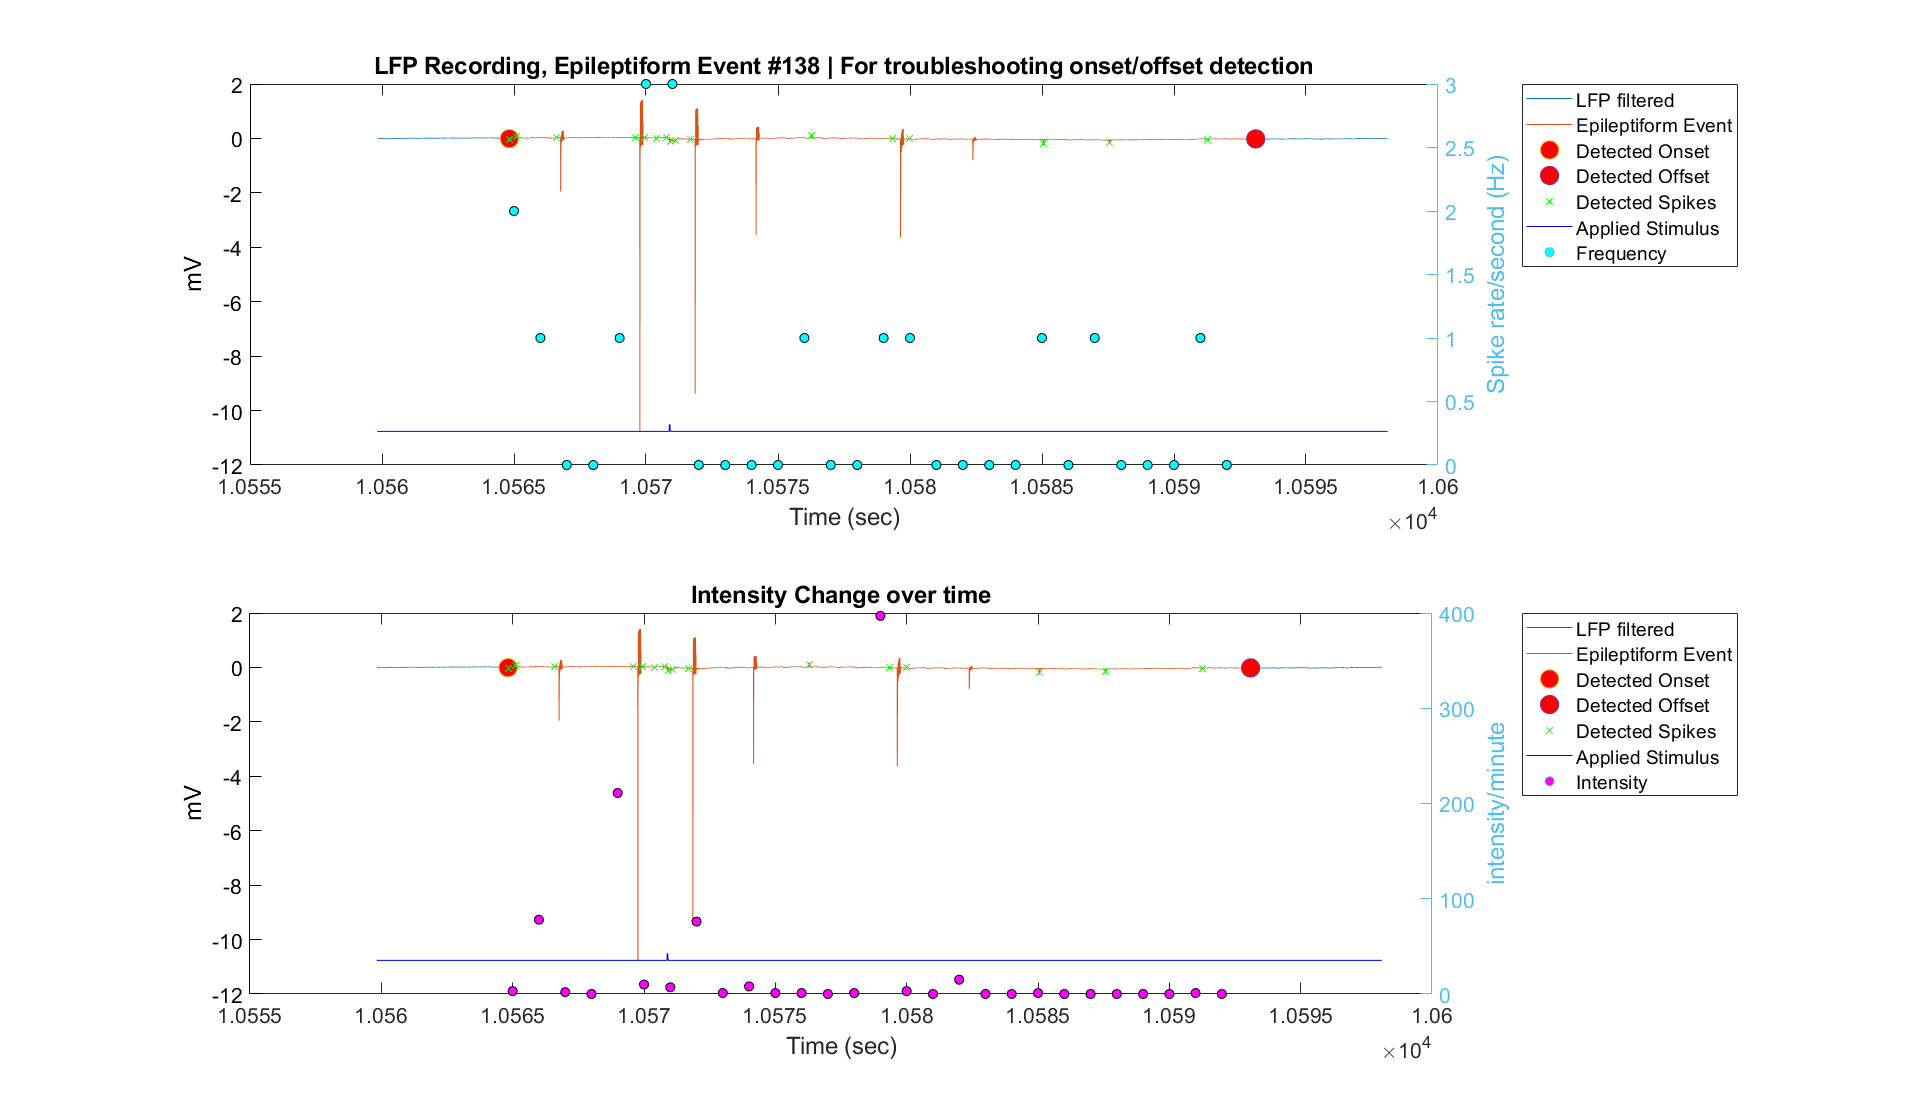 LFP Recording, Epileptiform Event #138 | For troubleshooting onset/offset detection
2
0
-2
-4
-6
-8
-10
-12
mV
3
2.5
2
1.5
1
0.5
0
Spike rate/second (Hz)
1.0555 1.056 1.0565 1.057 1.0575 1.058 1.0585 1.059 1.0595 1.06
Time (sec)
×10^4
LFP filtered
Epileptiform Event
Detected Onset
Detected Offset
Detected Spikes
Applied Stimulus
Frequency
Intensity Change over time
2
0
-2
-4
-6
-8
-10
-12
mV
400
300
200
100
0
intensity/minute
1.0555 1.056 1.0565 1.057 1.0575 1.058 1.0585 1.059 1.0595 1.06
Time (sec)
×10^4
LFP filtered
Epileptiform Event
Detected Onset
Detected Offset
Detected Spikes
Applied Stimulus
Intensity